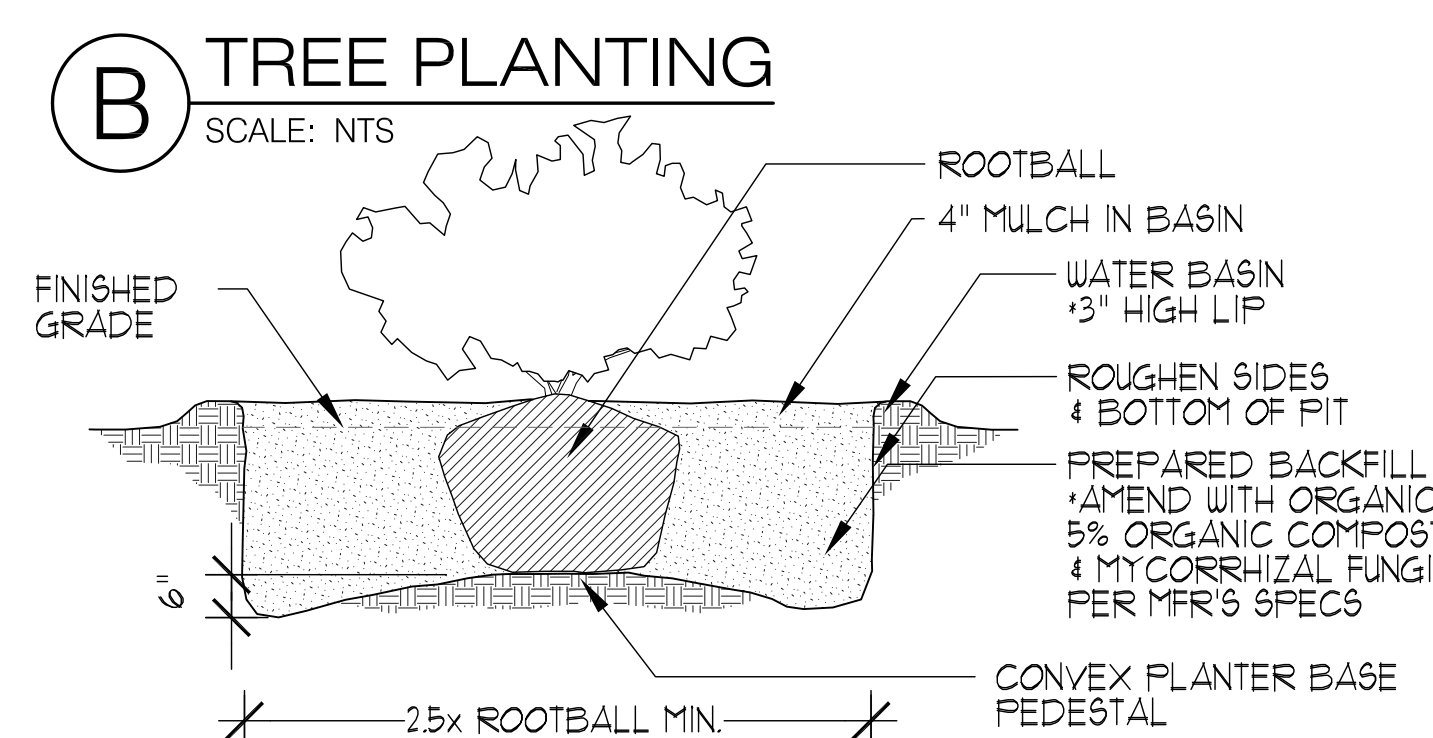 B
TREE PLANTING
SCALE: NTS
ROOTBALL
4" MULCH IN BASIN
WATER BASIN
*3" HIGH LIP
FINISHED
GRADE
ROUGHEN SIDES
& BOTTOM OF PIT
PREPARED BACKFILL
*AMEND WITH ORGANIC
5% ORGANIC COMPOST
& MYCORRHIZAL FUNGI
PER MFR'S SPECS
6"
CONVEX PLANTER BASE
PEDESTAL
2.5x ROOTBALL MIN.